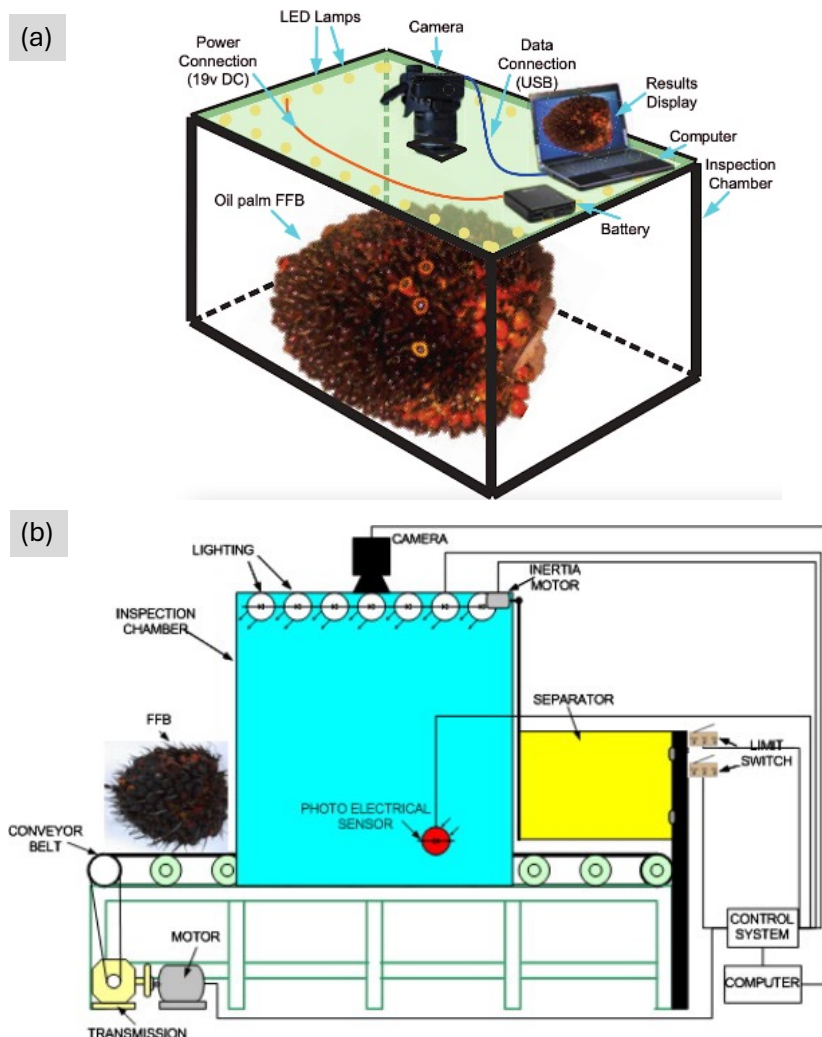 (a)
LED Lamps
Power
Connection
(19v DC)
Camera
Data
Connection
(USB)
Results
Display
Computer
Inspection
Chamber
Oil palm FFB
Battery
(b)
LIGHTING
CAMERA
INERTIA
MOTOR
INSPECTION
CHAMBER
SEPARATOR
FFB
LIMIT
SWITCH
PHOTO ELECTRICAL
SENSOR
CONVEYOR
BELT
MOTOR
CONTROL
SYSTEM
COMPUTER
TRANSMISSION